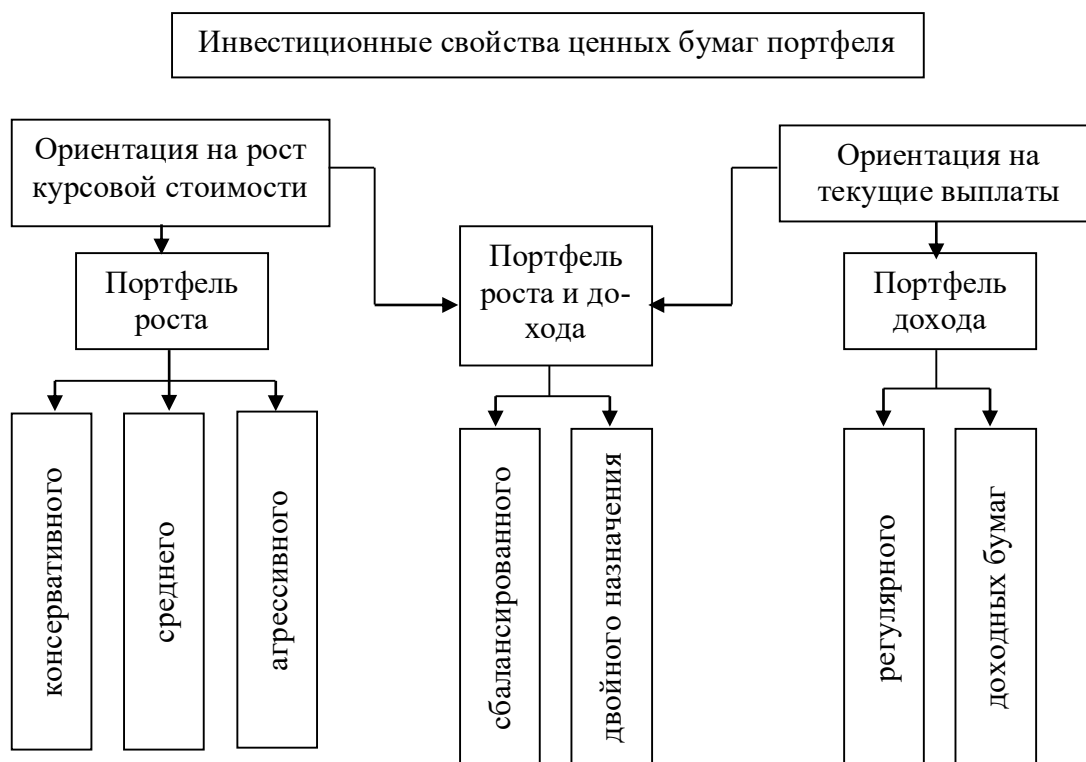 Инвестиционные свойства ценных бумаг портфеля
Ориентация на рост
курсовой стоимости
Ориентация на
текущие выплаты
Портфель
роста
Портфель
роста и до-
хода
Портфель
дохода
консервативного
среднего
агрессивного
сбалансированного
двойного назначения
регулярного
доходных бумаг